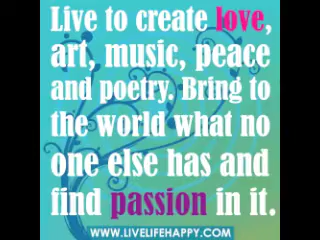 Live to create love,
art, music, peace
and poetry. Bring to
the world what no
one else has and
find passion in it.
WWW.LIVELIFEHAPPY.COM